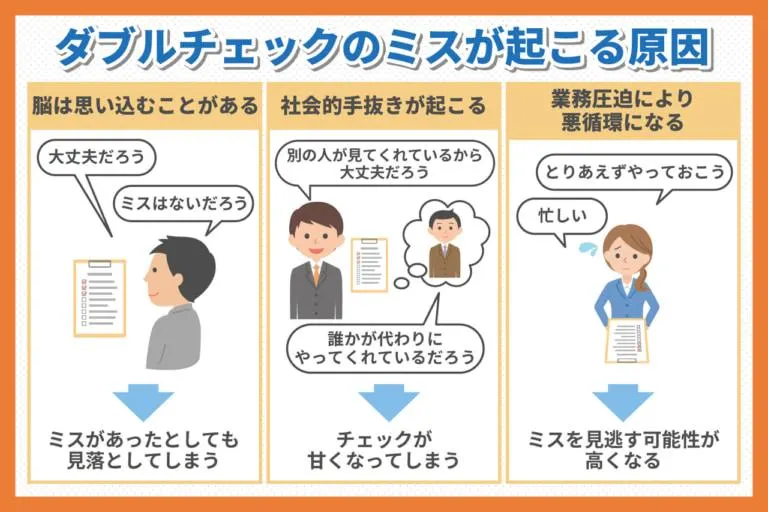 ダブルチェックのミスが起こる原因
脳は思い込むことがある
大丈夫だろう
ミスはないだろう
ミスがあったとしても
見落としてしまう
社会的手抜きが起こる
別の人が見てくれているから
大丈夫だろう
誰かが代わりに
やってくれているだろう
チェックが
甘くなってしまう
業務圧迫により
悪循環になる
とりあえずやっておこう
忙しい
ミスを見逃す可能性が
高くなる